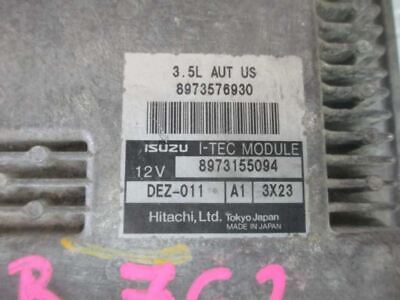 3.5L AUT US
8973576930
ISUZU I-TEC MODULE
12V 8973155094
DEZ-011 A1 3X23
Hitachi, Ltd. Tokyo Japan
MADE IN JAPAN